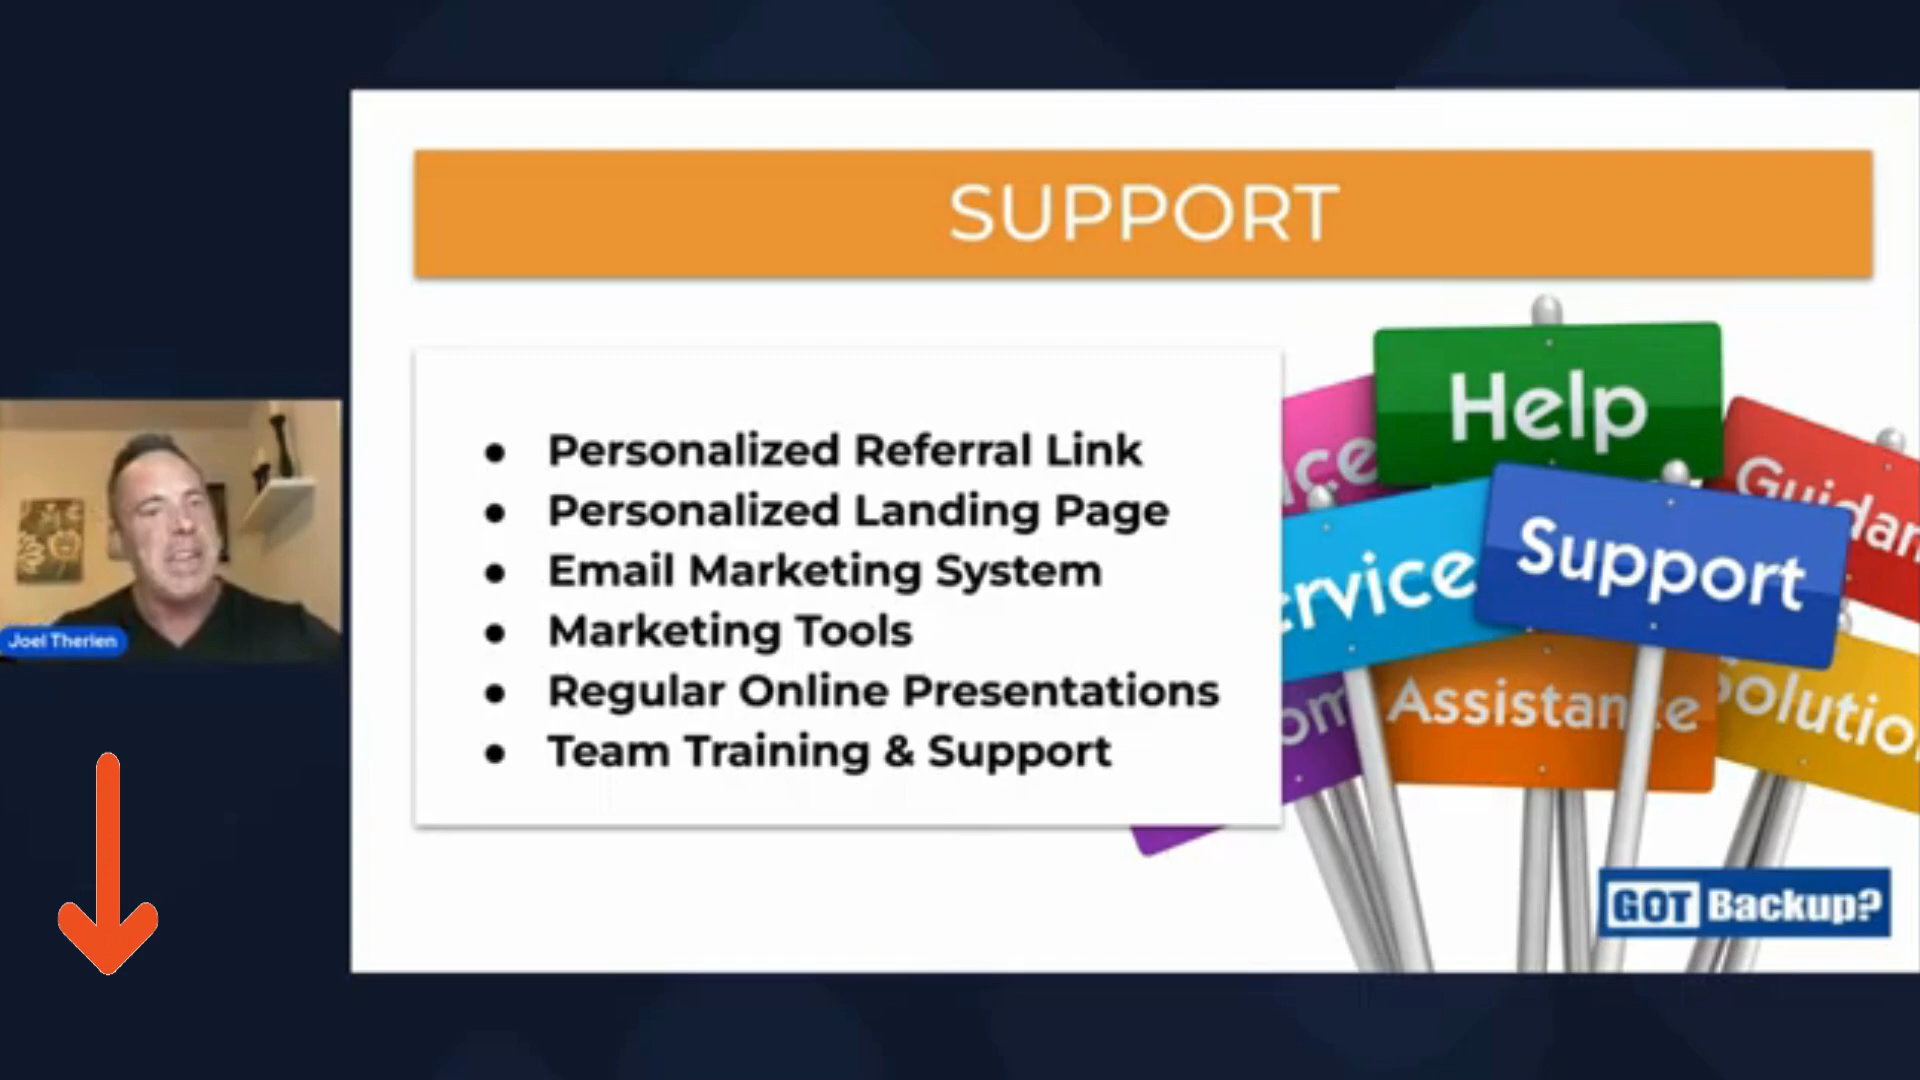 SUPPORT
Personalized Referral Link
Personalized Landing Page
Email Marketing System
Marketing Tools
Regular Online Presentations
Team Training & Support
Help
Support
Assistance
GOT Backup?
Joel Therien